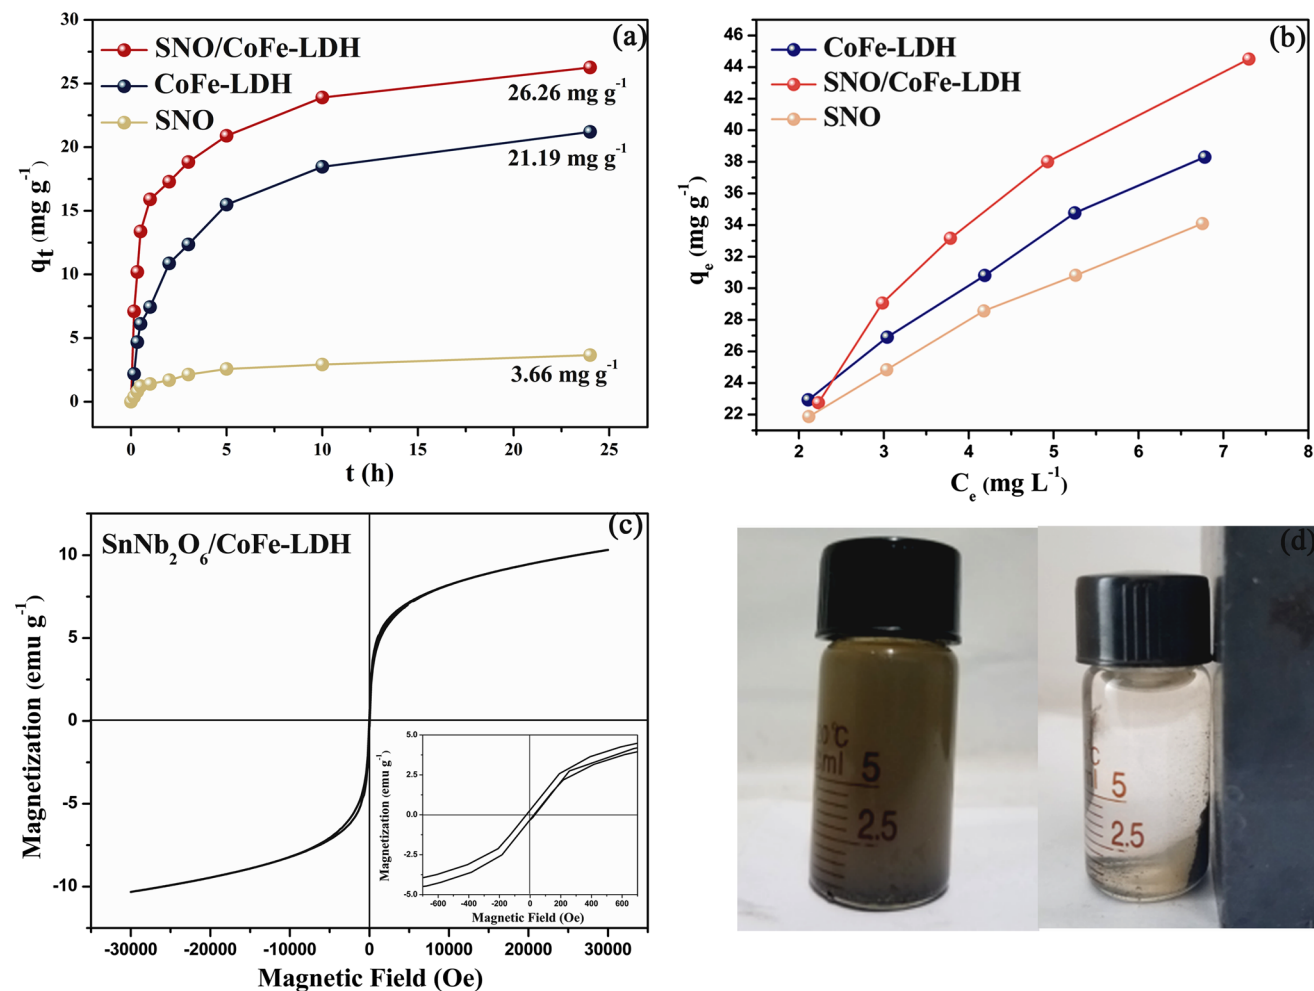 (a)
SNO/CoFe-LDH
CoFe-LDH
SNO
26.26 mg g⁻¹
21.19 mg g⁻¹
3.66 mg g⁻¹
qt (mg g⁻¹)
30
25
20
15
10
5
0
0 5 10 15 20 25
t (h)
(b)
CoFe-LDH
SNO/CoFe-LDH
SNO
qe (mg g⁻¹)
46
44
42
40
38
36
34
32
30
28
26
24
22
2 3 4 5 6 7 8
Ce (mg L⁻¹)
(c)
SnNb₂O₆/CoFe-LDH
Magnetization (emu g⁻¹)
10
5
0
-5
-10
-30000 -20000 -10000 0 10000 20000 30000
Magnetic Field (Oe)
Magnetization (emu g⁻¹)
5.0
2.5
0.0
-2.5
-5.0
-600 -400 -200 0 200 400 600
Magnetic Field (Oe)
(d)
℃
ml 5
2.5
C
5
2.5